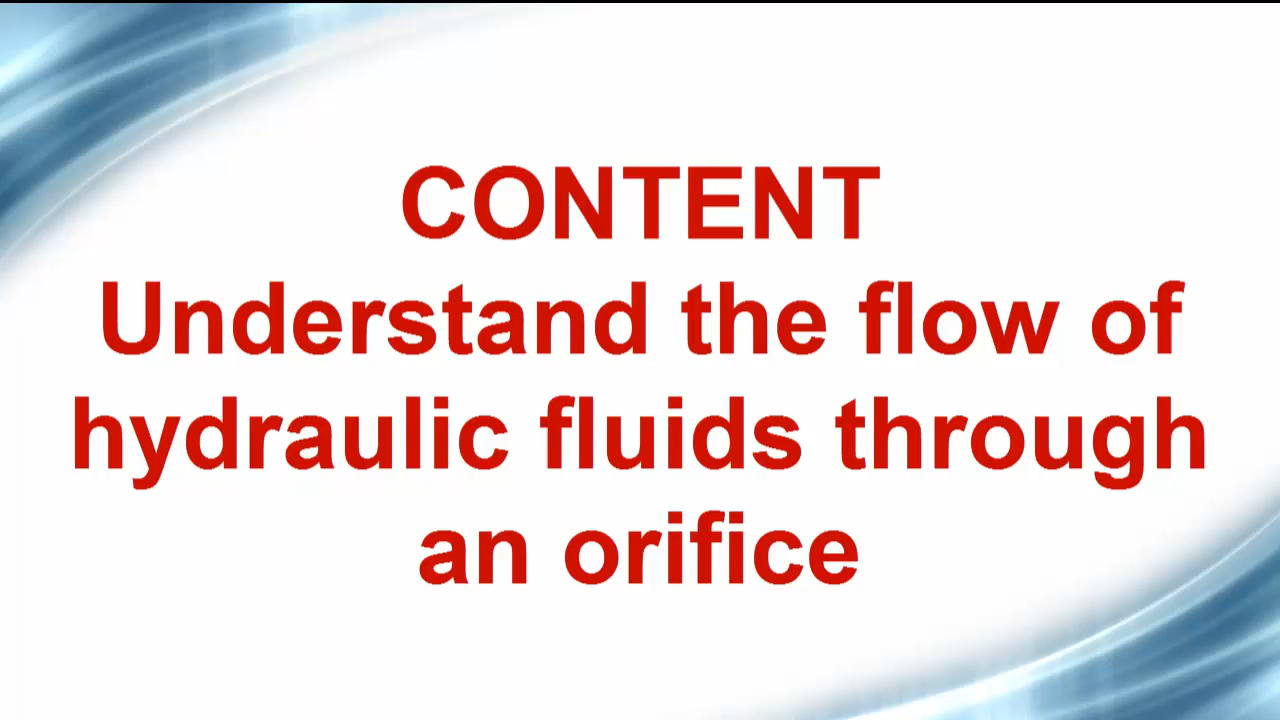 CONTENT
Understand the flow of
hydraulic fluids through
an orifice